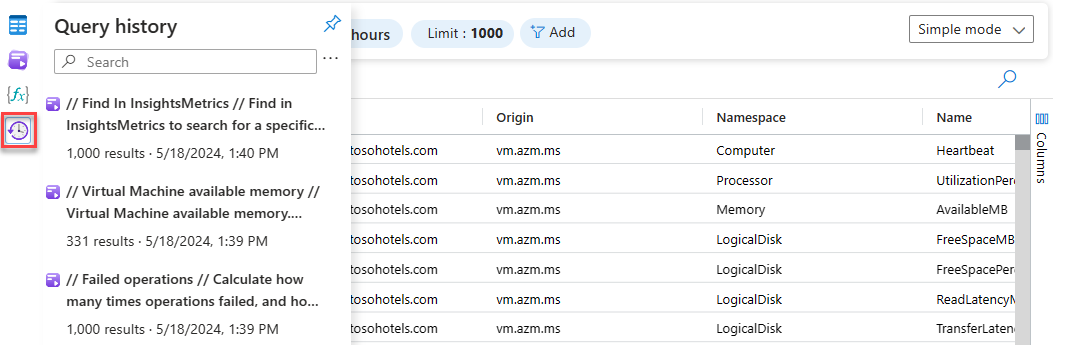 Query history
Search
...
// Find In InsightsMetrics // Find in
InsightsMetrics to search for a specific...
1,000 results · 5/18/2024, 1:40 PM
// Virtual Machine available memory //
Virtual Machine available memory....
331 results · 5/18/2024, 1:39 PM
// Failed operations // Calculate how
many times operations failed, and ho...
1,000 results · 5/18/2024, 1:39 PM
{fx}
hours
Limit : 1000
Add
Simple mode
Origin Namespace Name
tosohotels.com vm.azm.ms Computer Heartbeat
tosohotels.com vm.azm.ms Processor UtilizationPer
tosohotels.com vm.azm.ms Memory AvailableMB
tosohotels.com vm.azm.ms LogicalDisk FreeSpaceMB
tosohotels.com vm.azm.ms LogicalDisk FreeSpacePer
tosohotels.com vm.azm.ms LogicalDisk ReadLatencyM
tosohotels.com vm.azm.ms LogicalDisk TransferLaten
Columns